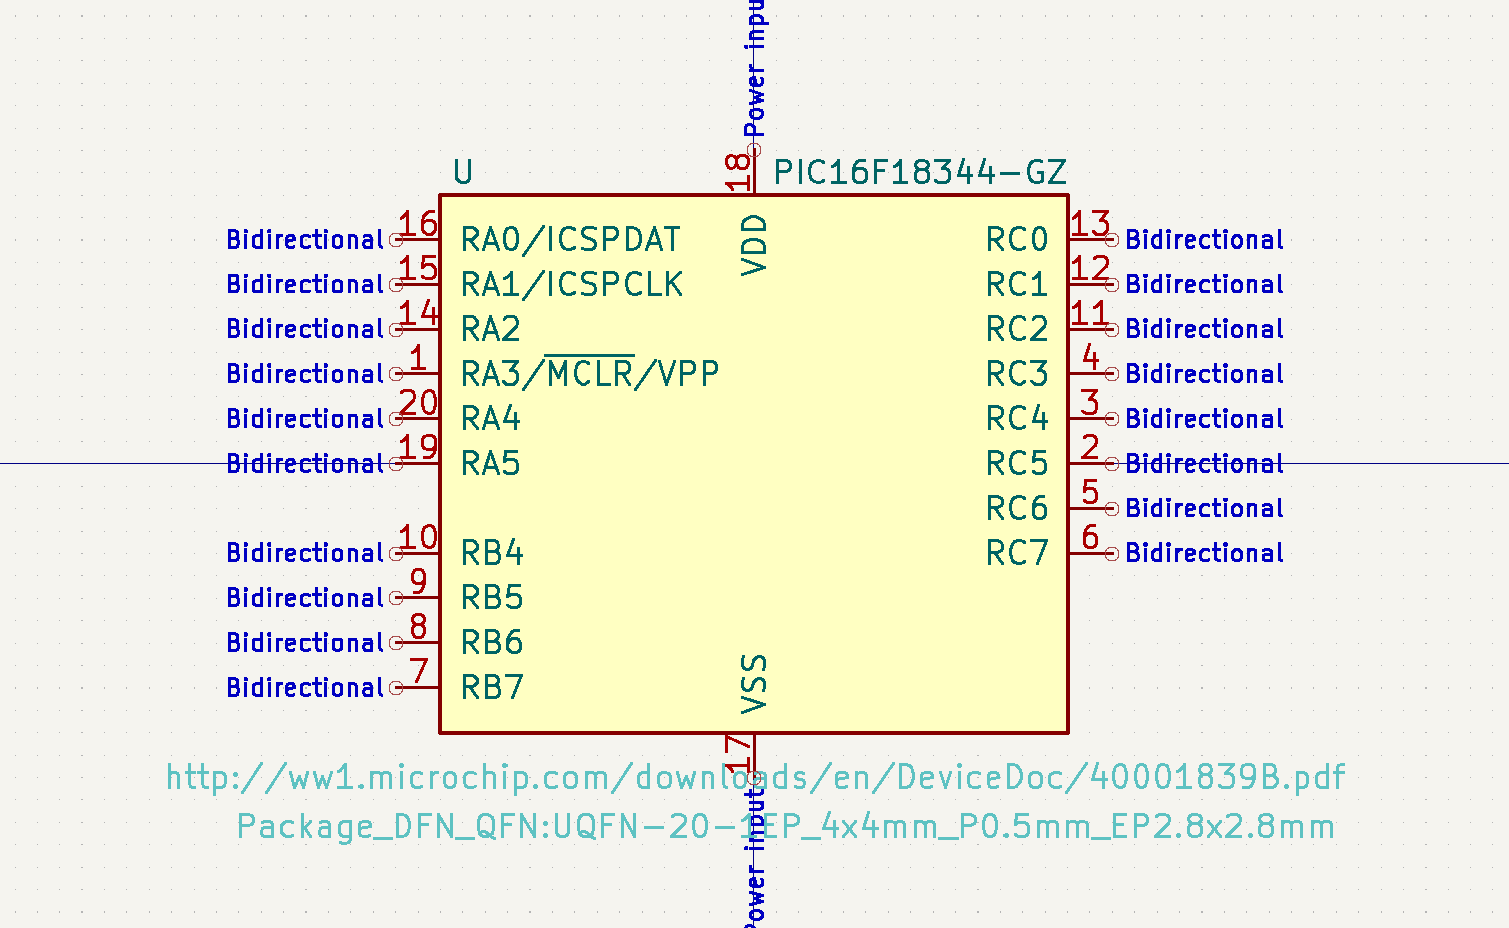 Power inpu
18
U PIC16F18344-GZ
VDD
Bidirectional 16 RA0/ICSPDAT RC0 13 Bidirectional
Bidirectional 15 RA1/ICSPCLK RC1 12 Bidirectional
Bidirectional 14 RA2 RC2 11 Bidirectional
Bidirectional 1 RA3/MCLR/VPP RC3 4 Bidirectional
Bidirectional 20 RA4 RC4 3 Bidirectional
Bidirectional 19 RA5 RC5 2 Bidirectional
RC6 5 Bidirectional
Bidirectional 10 RB4 RC7 6 Bidirectional
Bidirectional 9 RB5
Bidirectional 8 RB6
Bidirectional 7 RB7
VSS
17
http://ww1.microchip.com/downloads/en/DeviceDoc/40001839B.pdf
Package_DFN_QFN:UQFN-20-1EP_4x4mm_P0.5mm_EP2.8x2.8mm
Power input